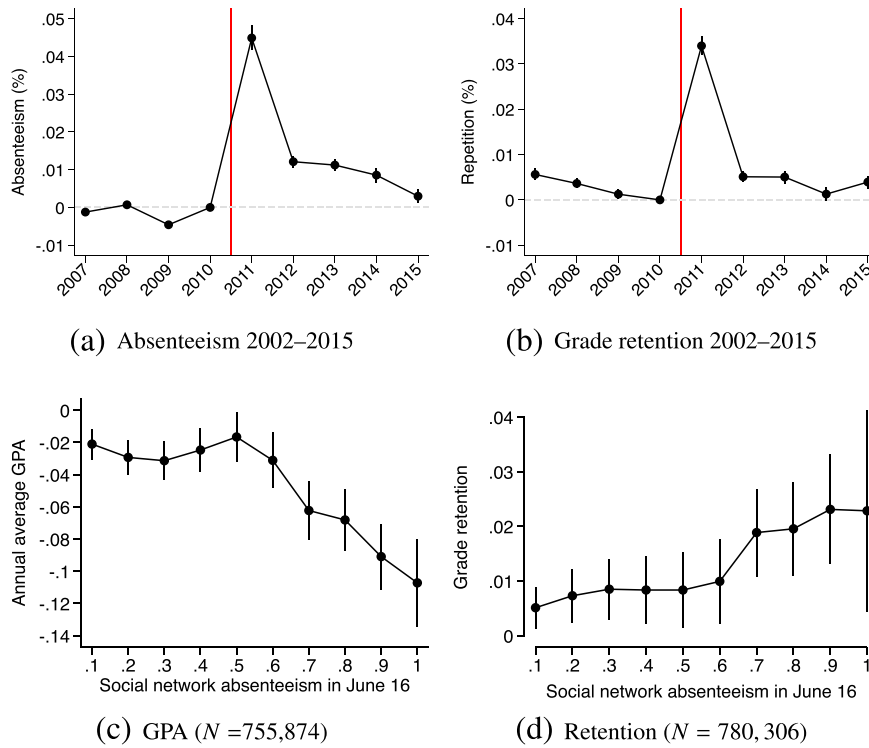 Absenteeism (%)
.05
.04
.03
.02
.01
0
-.01
2007 2008 2009 2010 2011 2012 2013 2014 2015
(a) Absenteeism 2002–2015
Repetition (%)
.04
.03
.02
.01
0
-.01
2007 2008 2009 2010 2011 2012 2013 2014 2015
(b) Grade retention 2002–2015
Annual average GPA
0
-.02
-.04
-.06
-.08
-.1
-.12
-.14
.1 .2 .3 .4 .5 .6 .7 .8 .9 1
Social network absenteeism in June 16
(c) GPA (N =755,874)
Grade retention
.04
.03
.02
.01
0
.1 .2 .3 .4 .5 .6 .7 .8 .9 1
Social network absenteeism in June 16
(d) Retention (N = 780, 306)